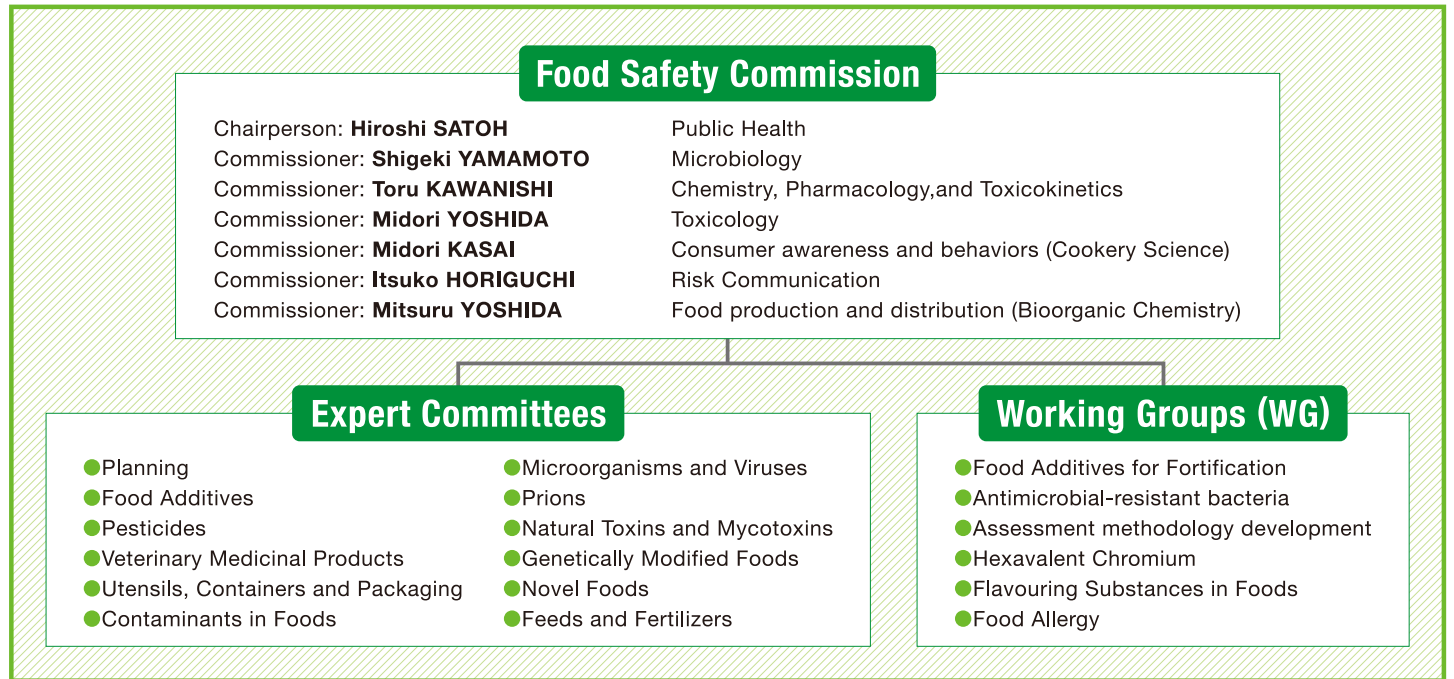 Food Safety Commission
Chairperson: Hiroshi SATOH Public Health
Commissioner: Shigeki YAMAMOTO Microbiology
Commissioner: Toru KAWANISHI Chemistry, Pharmacology,and Toxicokinetics
Commissioner: Midori YOSHIDA Toxicology
Commissioner: Midori KASAI Consumer awareness and behaviors (Cookery Science)
Commissioner: Itsuko HORIGUCHI Risk Communication
Commissioner: Mitsuru YOSHIDA Food production and distribution (Bioorganic Chemistry)
Expert Committees
●Planning
●Food Additives
●Pesticides
●Veterinary Medicinal Products
●Utensils, Containers and Packaging
●Contaminants in Foods
●Microorganisms and Viruses
●Prions
●Natural Toxins and Mycotoxins
●Genetically Modified Foods
●Novel Foods
●Feeds and Fertilizers
Working Groups (WG)
●Food Additives for Fortification
●Antimicrobial-resistant bacteria
●Assessment methodology development
●Hexavalent Chromium
●Flavouring Substances in Foods
●Food Allergy